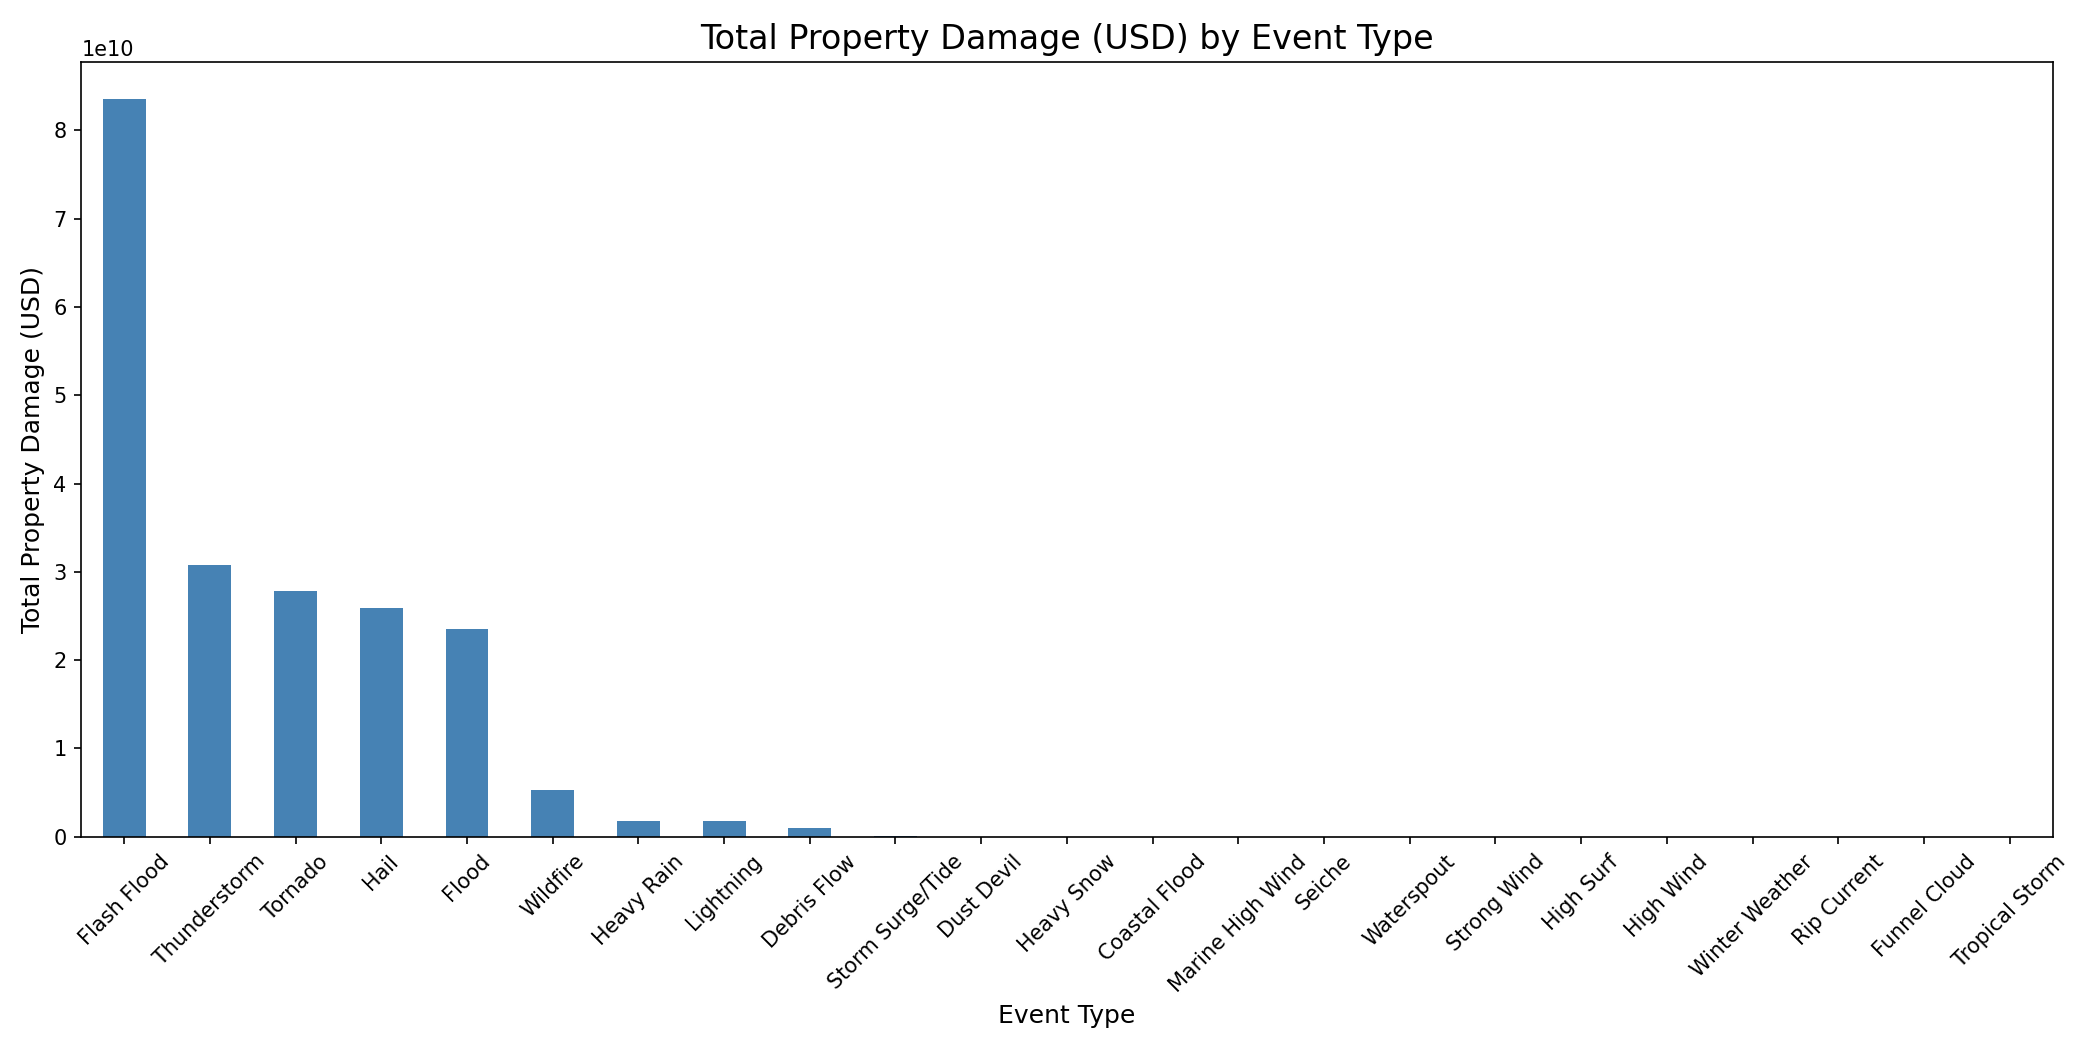 Total Property Damage (USD) by Event Type
1e10
8
7
6
5
4
3
2
1
0
Total Property Damage (USD)
Flash Flood
Thunderstorm
Tornado
Hail
Flood
Wildfire
Heavy Rain
Lightning
Debris Flow
Storm Surge/Tide
Dust Devil
Heavy Snow
Coastal Flood
Marine High Wind
Seiche
Waterspout
Strong Wind
High Surf
High Wind
Winter Weather
Rip Current
Funnel Cloud
Tropical Storm
Event Type